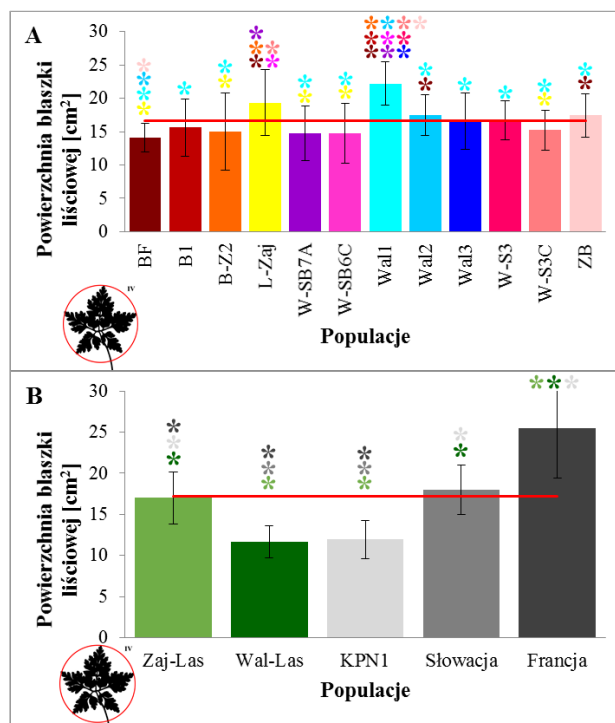 A
Powierzchnia blaszki
liściowej [cm²]
30
25
20
15
10
5
0
BF
B1
B-Z2
L-Zaj
W-SB7A
W-SB6C
Wal1
Wal2
Wal3
W-S3
W-S3C
ZB
Populacje
IV
B
Powierzchnia blaszki
liściowej [cm²]
30
25
20
15
10
5
0
Zaj-Las Wal-Las KPN1 Słowacja Francja
Populacje
IV